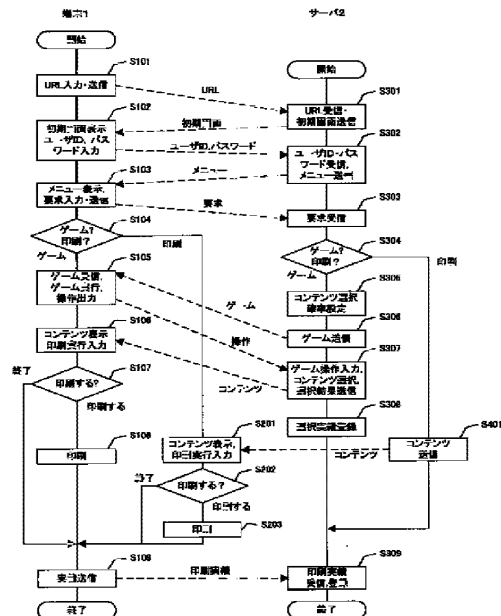 端末1
サーバ2
開始
開始
S101
URL入力・送信
URL
S301
URL受信・
初期画面送信
S102
初期画面
初期画面表示
ユーザID、パス
ワード入力
ユーザID,パスワード
S302
ユーザID・パス
ワード受信,
メニュー送信
メニュー
S103
メニュー表示,
要求入力・送信
要求
S303
要求受信
S104
ゲーム?
印刷?
印刷
ゲーム
S304
ゲーム?
印刷?
印刷
ゲーム
S105
ゲーム受信,
ゲーム実行,
操作出力
S305
コンテンツ選択
確率設定
ゲーム
S306
ゲーム送信
操作
S106
コンテンツ表示
印刷実行入力
S307
ゲーム操作入力,
コンテンツ選択,
選択結果送信
コンテンツ
S107
終了
印刷する?
印刷する
S308
選択実績登録
S201
コンテンツ表示,
印刷実行入力
コンテンツ
S401
コンテンツ
送信
S108
印刷
S202
終了
印刷する?
印刷する
S203
印刷
送信
印刷実績
S309
印刷実績
受信,登録
終了
終了